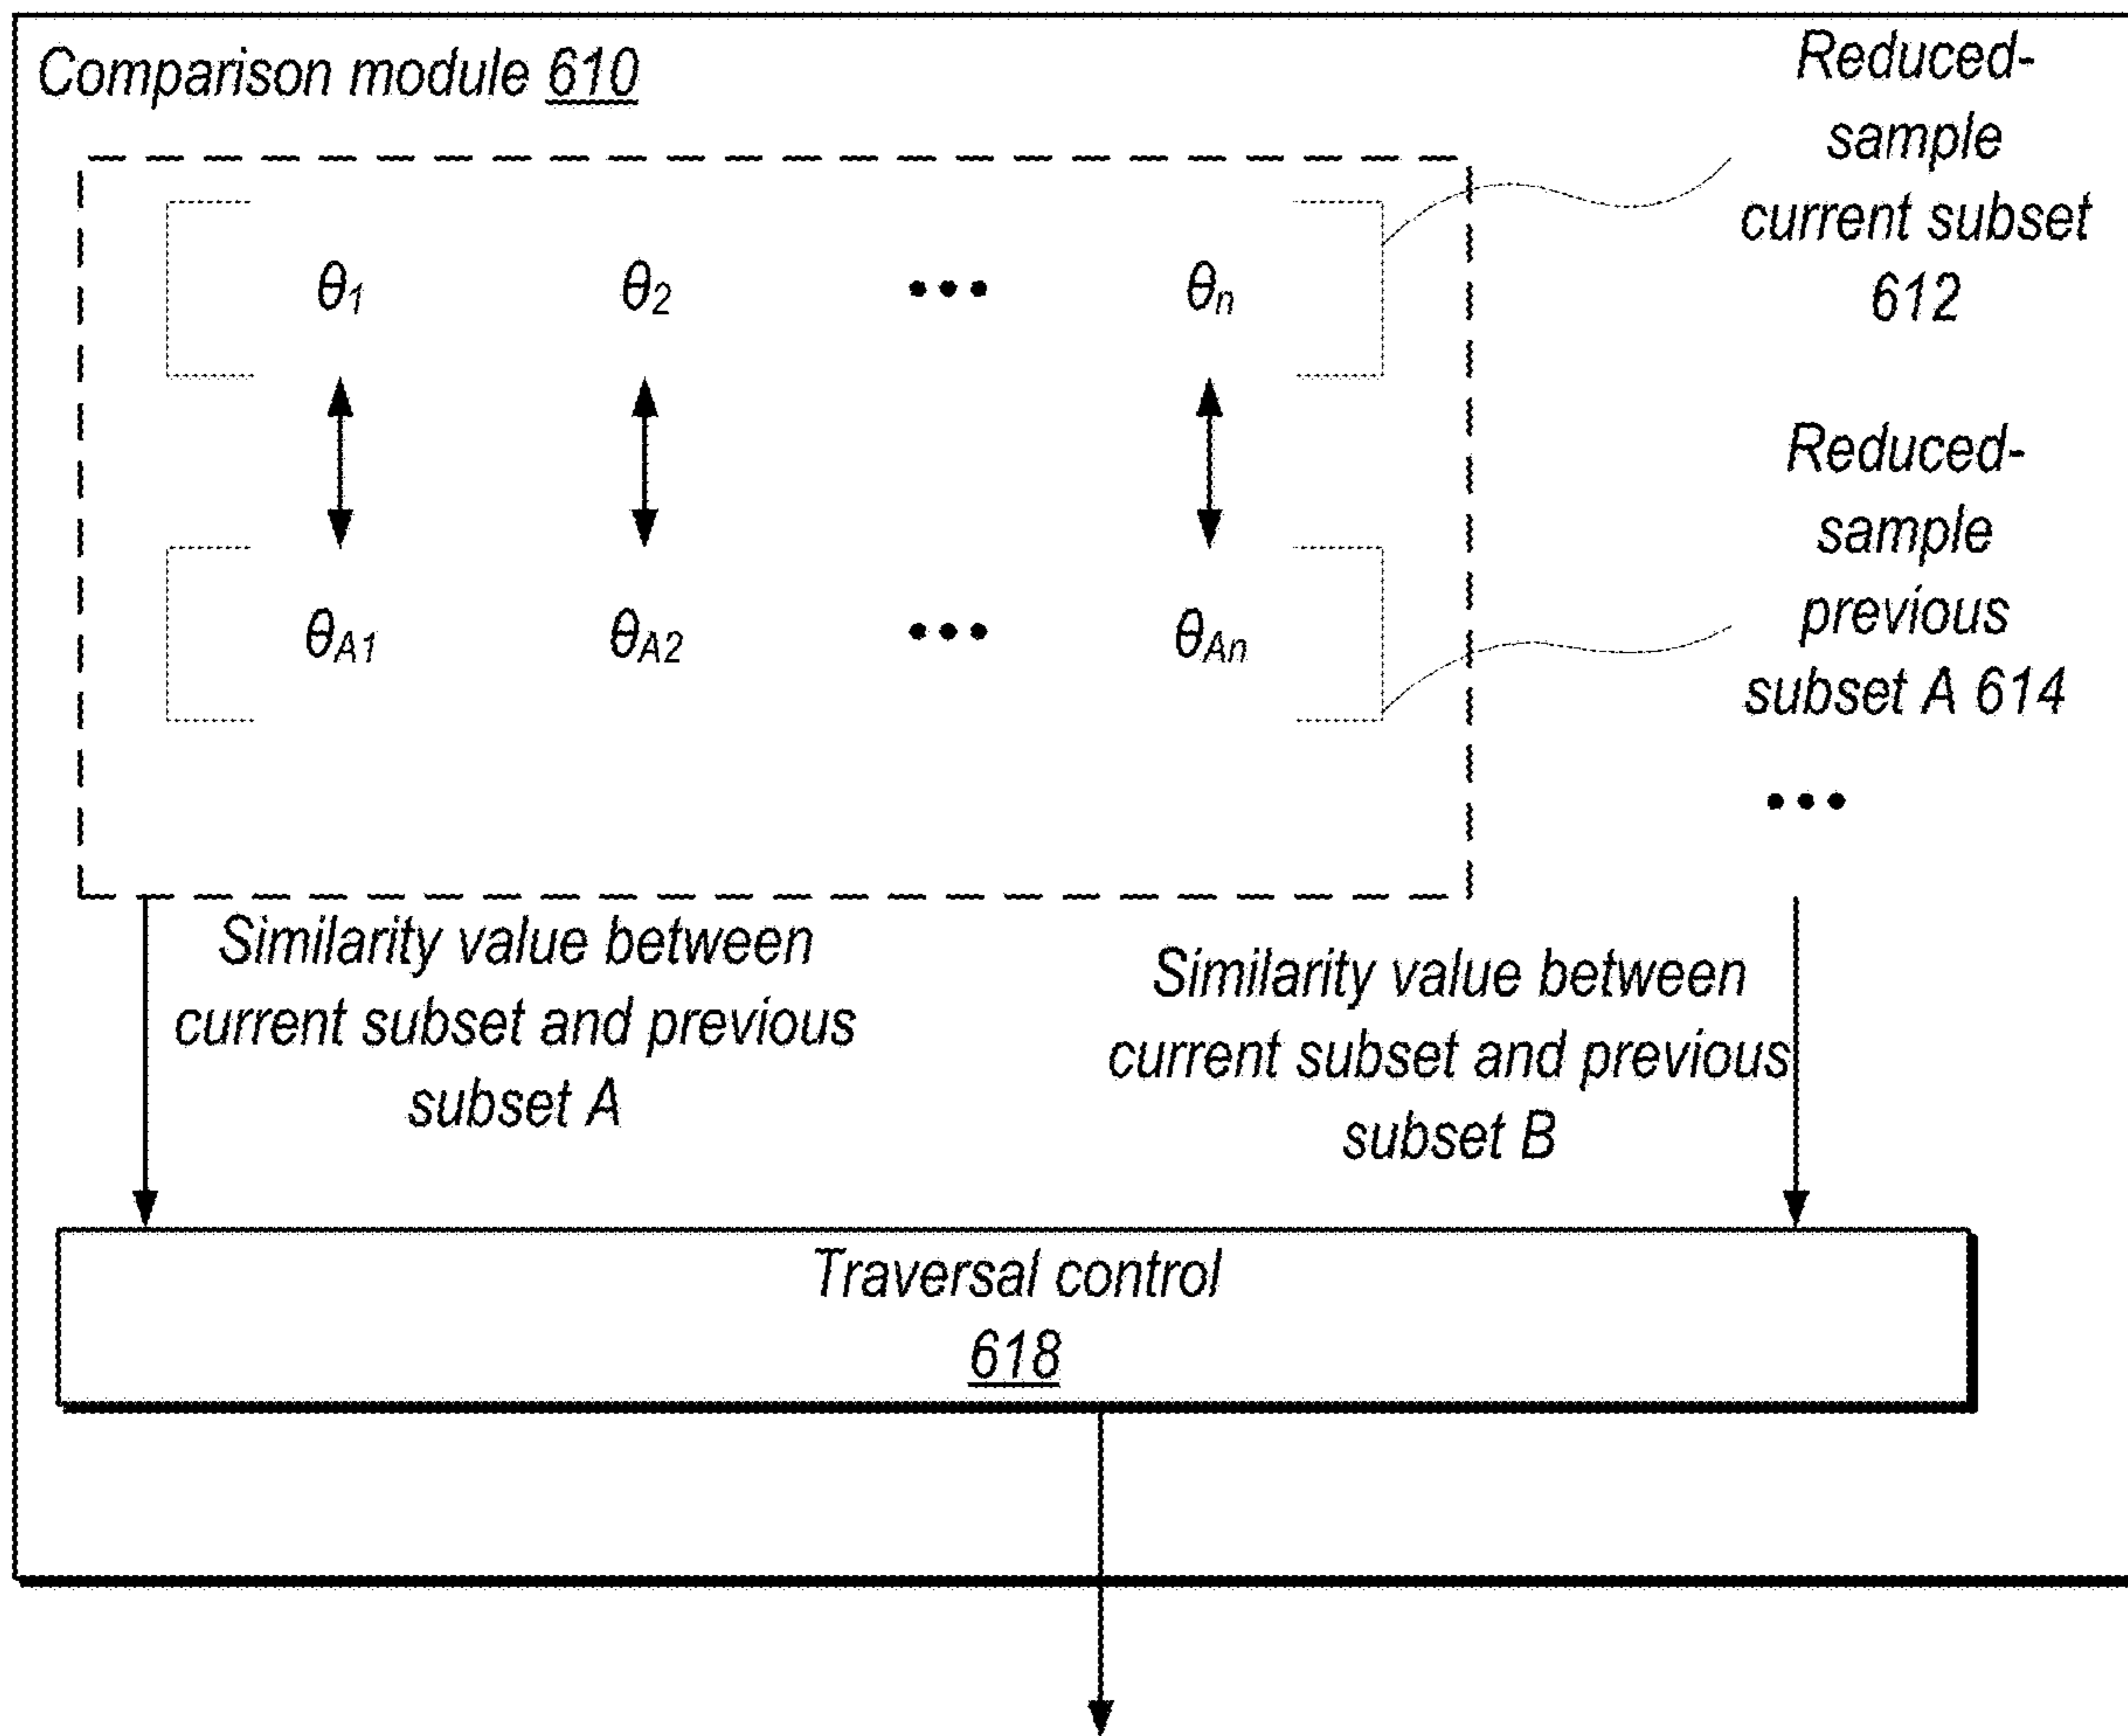 Comparison module 610
Reduced-
sample
current subset
612
θ1 θ2 ••• θn
Reduced-
sample
previous
subset A 614
θA1 θA2 ••• θAn
•••
Similarity value between
current subset and previous
subset A
Similarity value between
current subset and previous
subset B
Traversal control
618